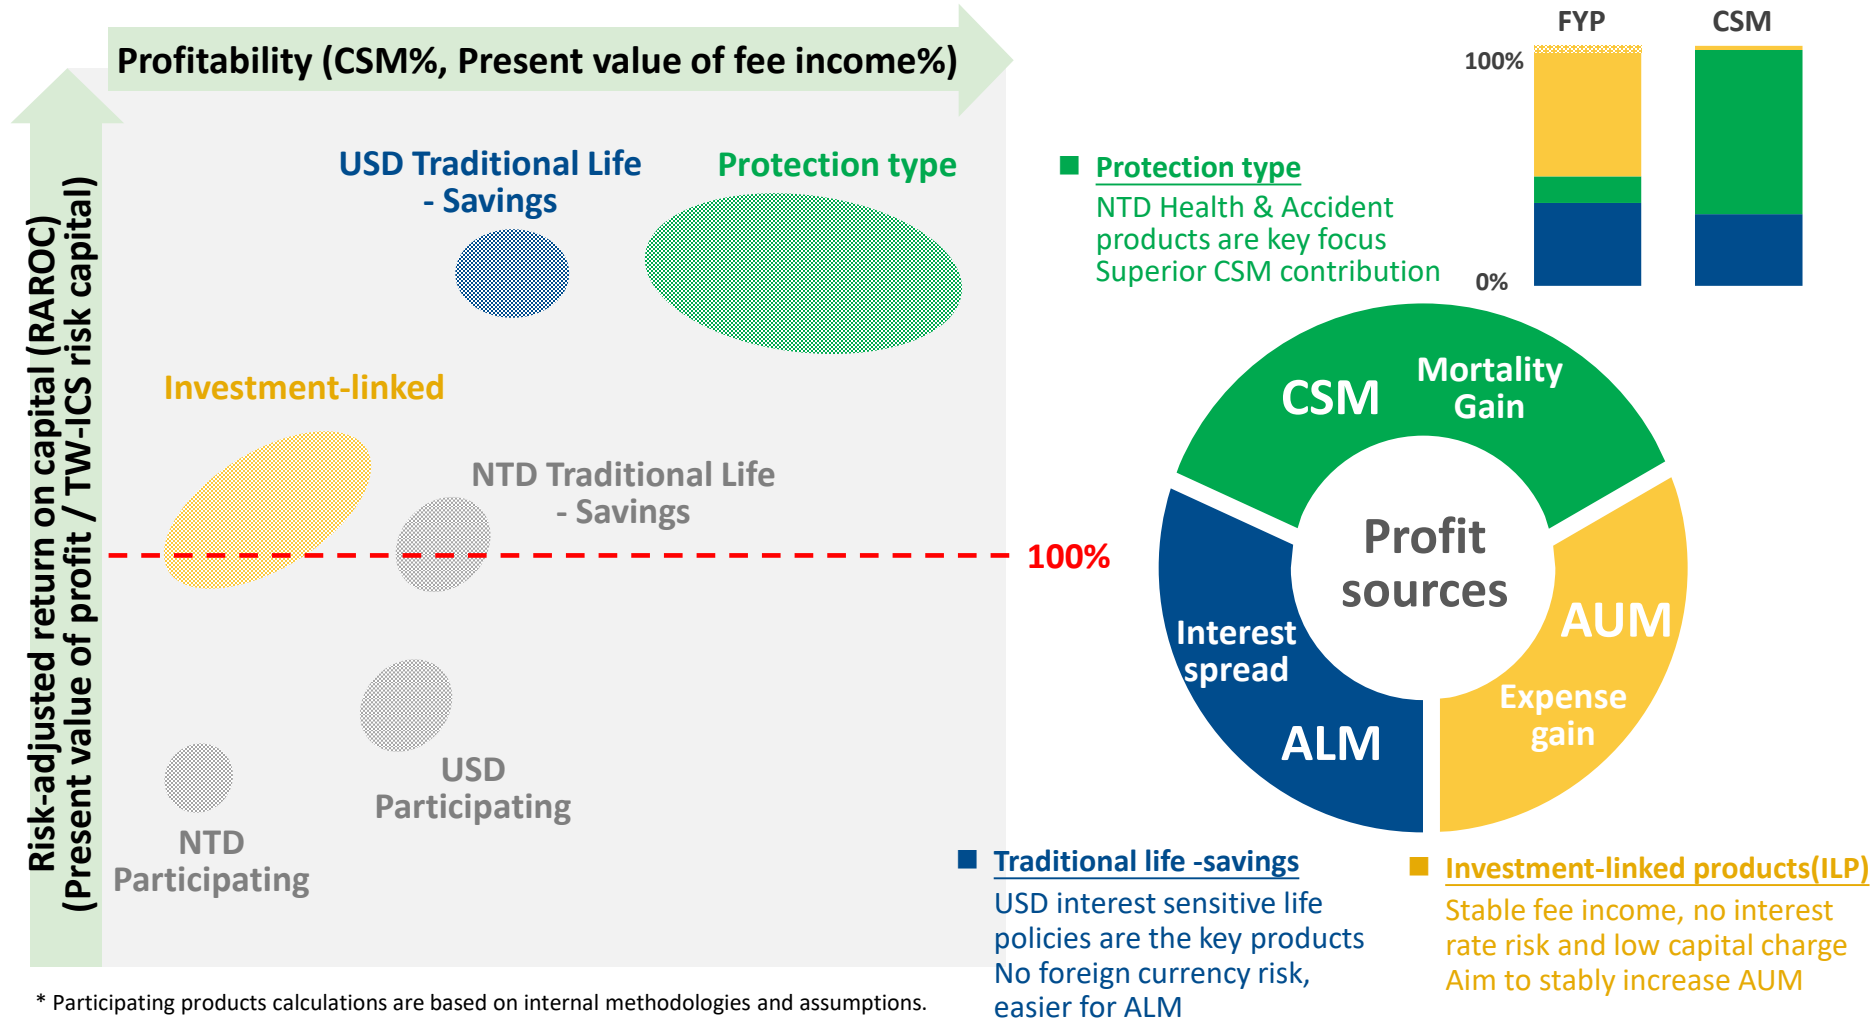 Profitability (CSM%, Present value of fee income%)
Risk-adjusted return on capital (RAROC)
(Present value of profit / TW-ICS risk capital)
USD Traditional Life
- Savings
Protection type
Investment-linked
NTD Traditional Life
- Savings
100%
USD
Participating
NTD
Participating
* Participating products calculations are based on internal methodologies and assumptions.
FYP
CSM
100%
0%
Protection type
NTD Health & Accident
products are key focus
Superior CSM contribution
CSM
Mortality
Gain
Profit
sources
Interest
spread
ALM
AUM
Expense
gain
Traditional life -savings
USD interest sensitive life
policies are the key products
No foreign currency risk,
easier for ALM
Investment-linked products(ILP)
Stable fee income, no interest
rate risk and low capital charge
Aim to stably increase AUM